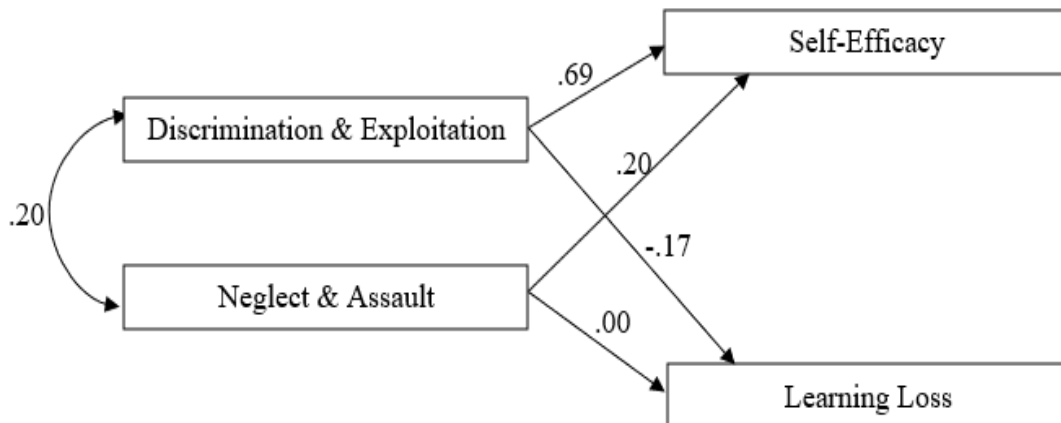 Self-Efficacy
.69
Discrimination & Exploitation
.20
.20
-.17
Neglect & Assault
.00
Learning Loss